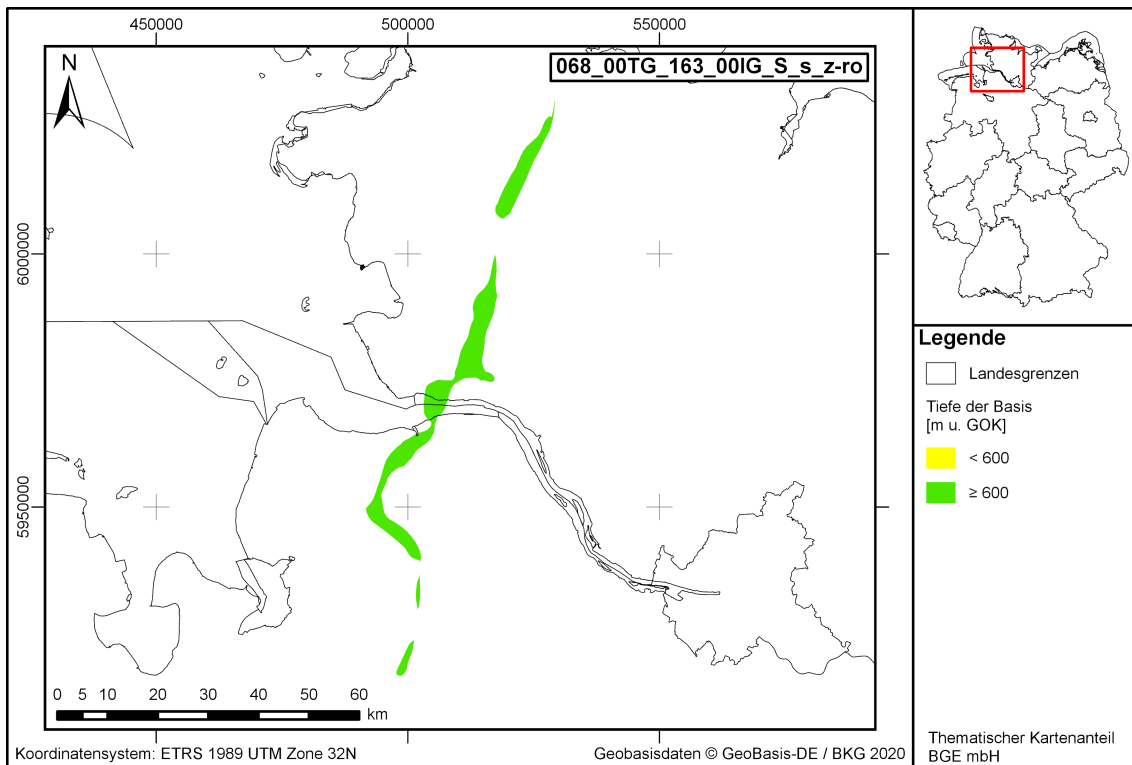 450000
500000
550000
N
068_00TG_163_00IG_S_s_z-ro
6000000
5950000
0 5 10 20 30 40 50 60
km
Koordinatensystem: ETRS 1989 UTM Zone 32N
Geobasisdaten © GeoBasis-DE / BKG 2020
Legende
Landesgrenzen
Tiefe der Basis
[m u. GOK]
< 600
≥ 600
Thematischer Kartenanteil
BGE mbH